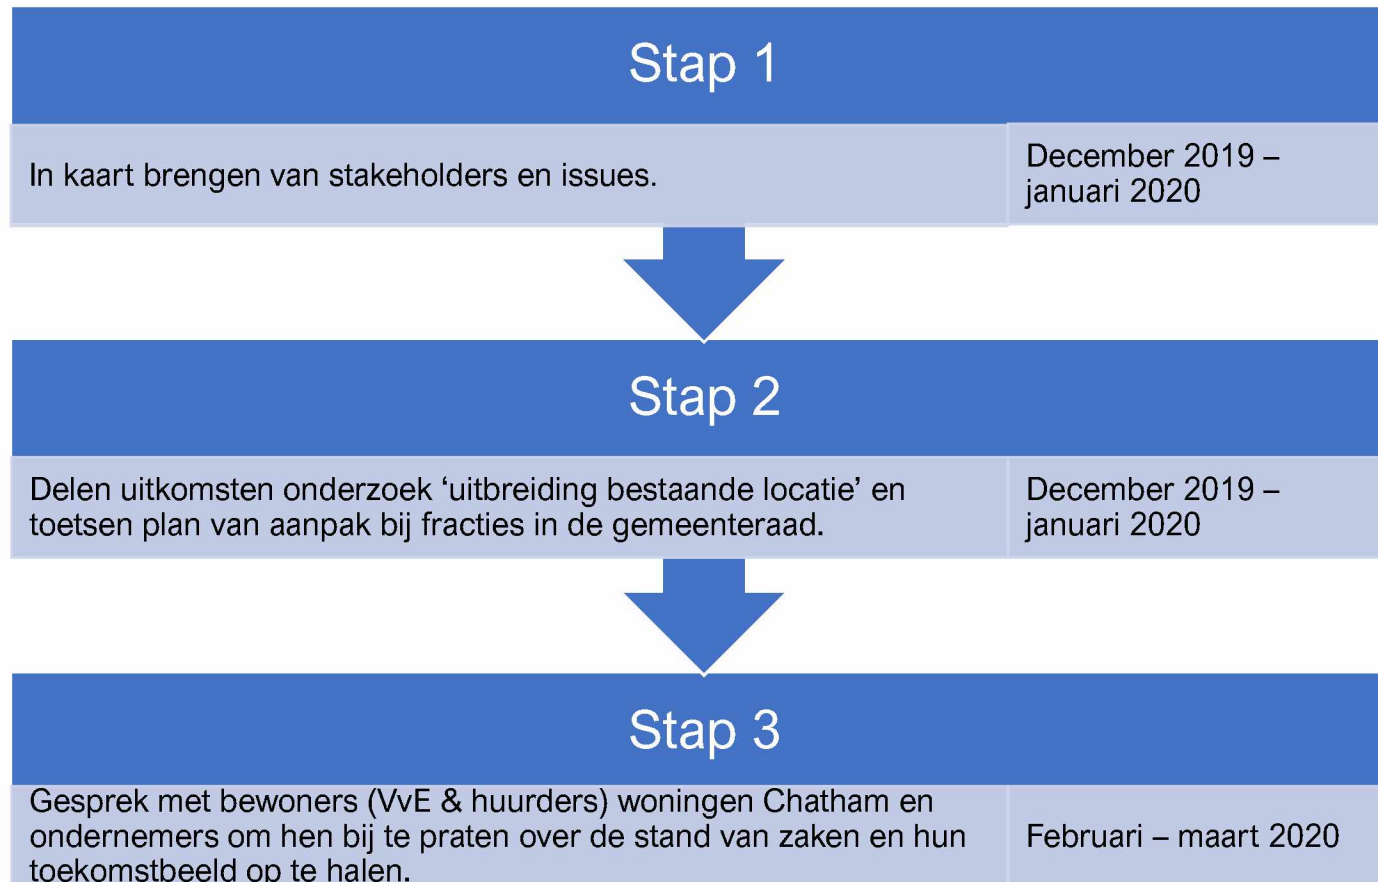 Stap 1
In kaart brengen van stakeholders en issues.
December 2019 –
januari 2020
Stap 2
Delen uitkomsten onderzoek ‘uitbreiding bestaande locatie’ en
toetsen plan van aanpak bij fracties in de gemeenteraad.
December 2019 –
januari 2020
Stap 3
Gesprek met bewoners (VvE & huurders) woningen Chatham en
ondernemers om hen bij te praten over de stand van zaken en hun
toekomstbeeld op te halen.
Februari – maart 2020